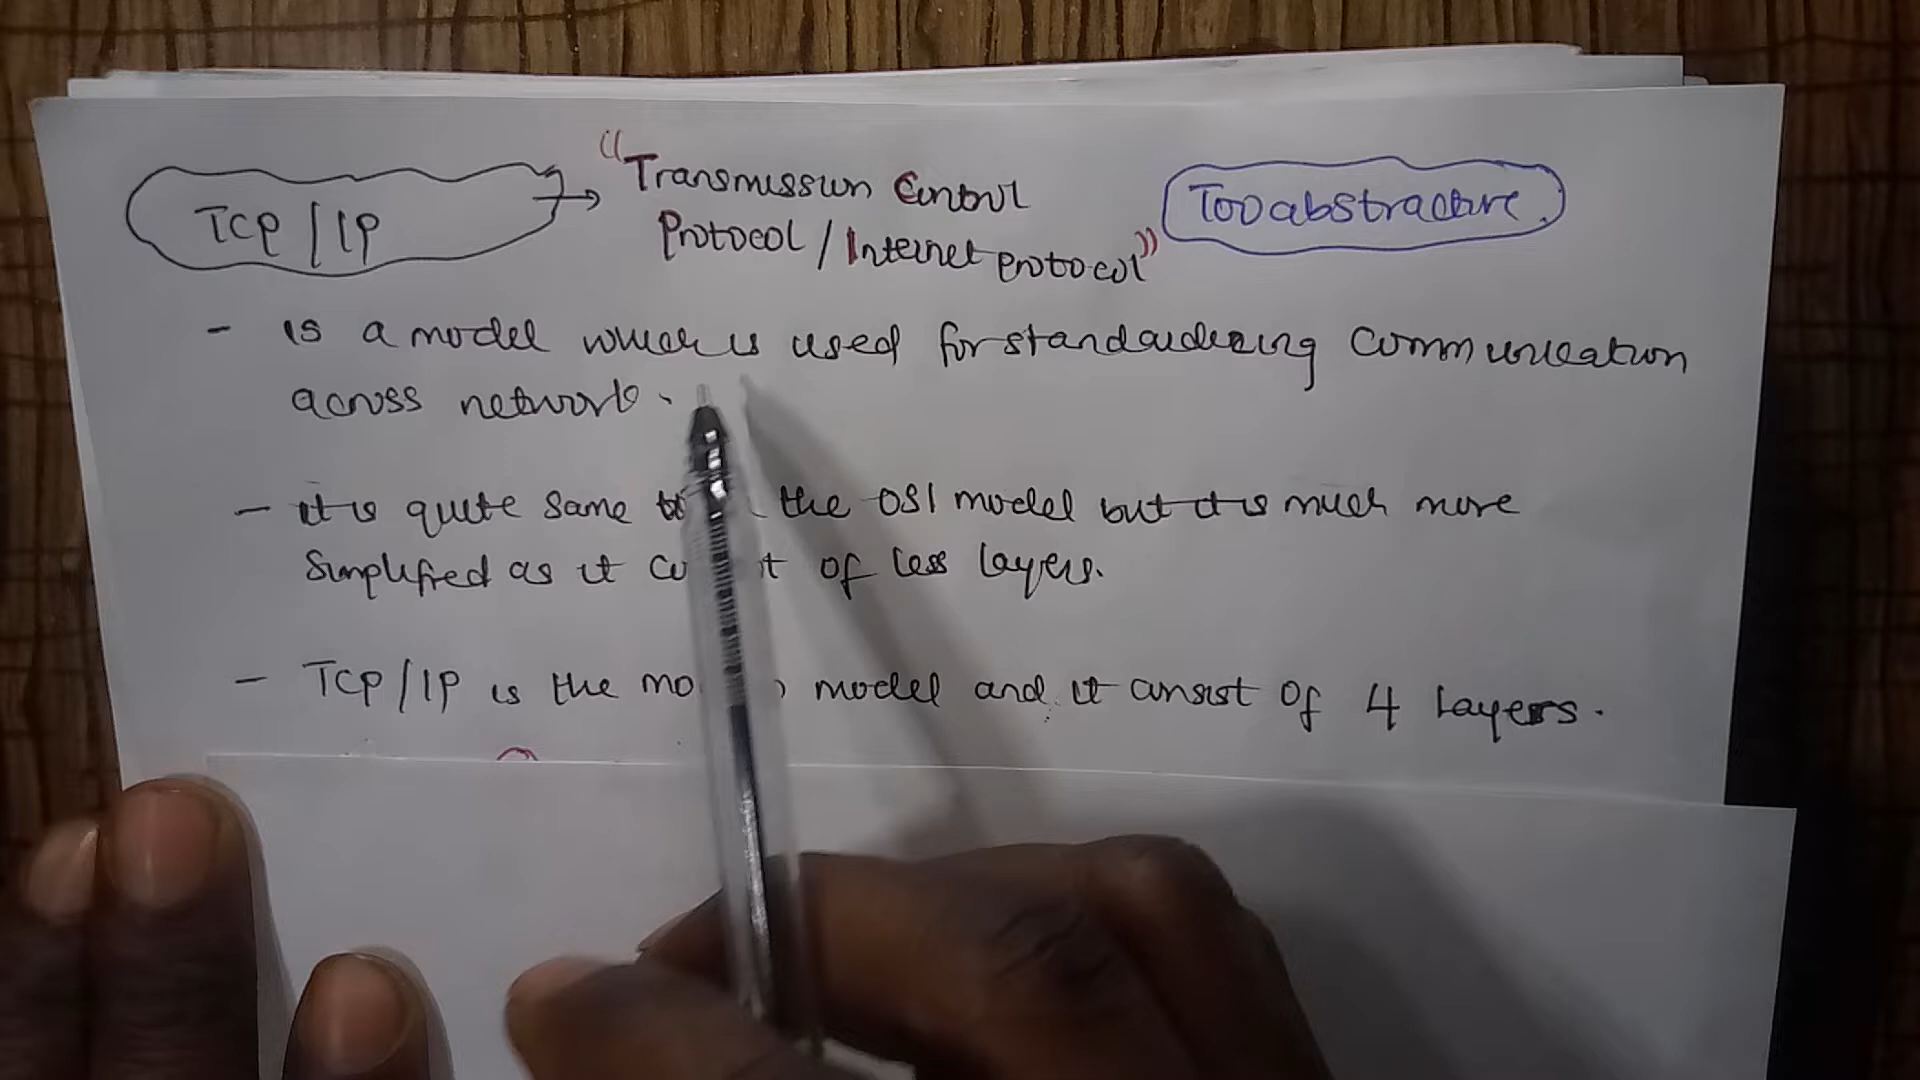 TCP/IP → "Transmission Control
Protocol / Internet protocol"
Tooabstractive.
- is a model which is used for standardizing communication
across network.
- it is quite same to the OSI model but it is much more
Simplified as it of less layers.
- TCP/IP is the model and it consist of 4 layers.